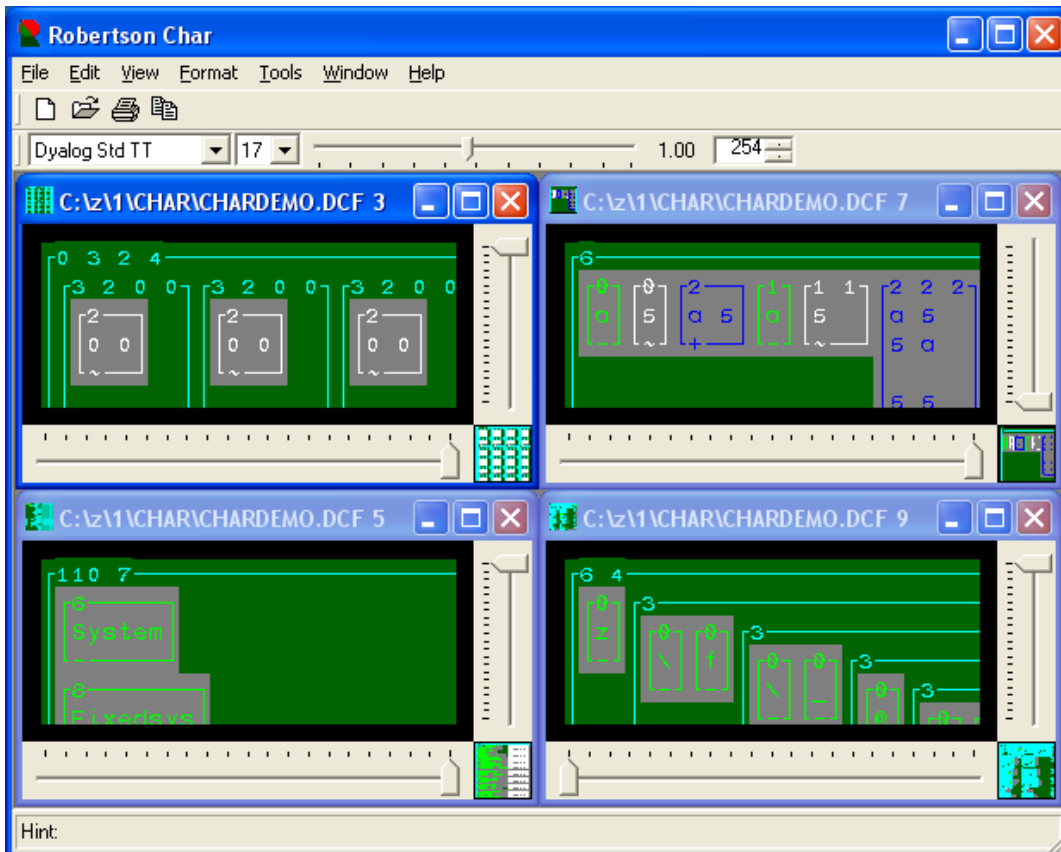 Robertson Char
File Edit View Format Tools Window Help
Dyalog Std TT 17 1.00 254
C:\z\1\CHAR\CHARDEMO.DCF 3
0 3 2 4
3 2 0 0 3 2 0 0 3 2 0 0
2 2 2
0 0 0 0 0 0
~ ~ ~
C:\z\1\CHAR\CHARDEMO.DCF 7
6
0 0 2 1 1 1 2 2 2
a 5 a 5 a 5 a 5
~ + ~ 5 a
5 5
C:\z\1\CHAR\CHARDEMO.DCF 5
110 7
6
System
8
Fixedsys
C:\z\1\CHAR\CHARDEMO.DCF 9
6 4
0 3
z 0 0 3
\ f 0 0 3
\ _ 0
@
Hint: